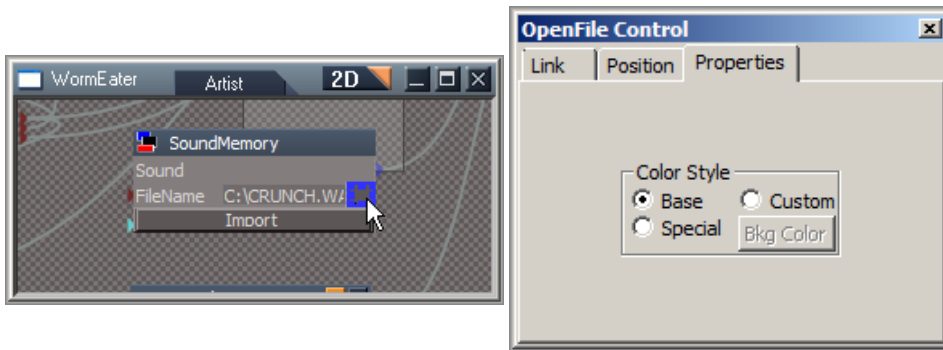 WormEater
Artist
2D
SoundMemory
Sound
FileName C:\CRUNCH.WA
Import
OpenFile Control
Link
Position
Properties
Color Style
Base
Custom
Special
Bkg Color